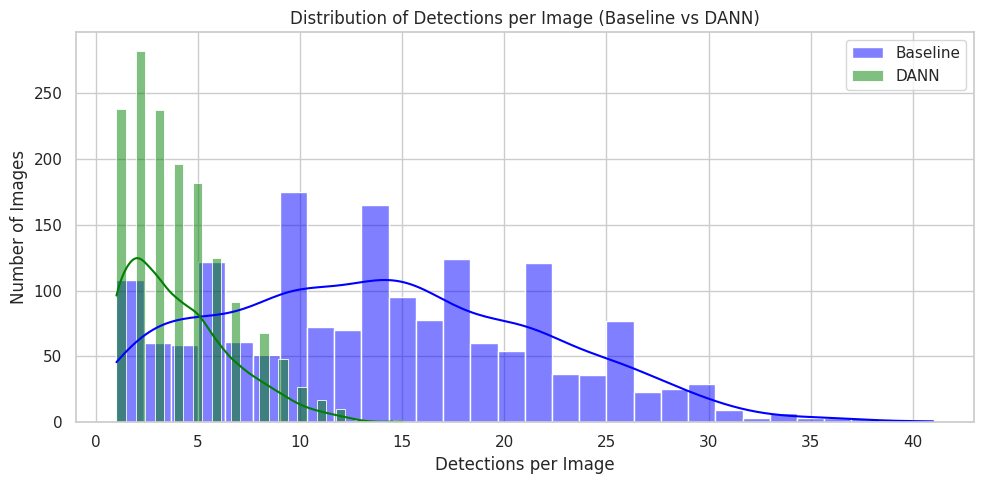 Distribution of Detections per Image (Baseline vs DANN)
Baseline
DANN
Number of Images
250
200
150
100
50
0
0 5 10 15 20 25 30 35 40
Detections per Image